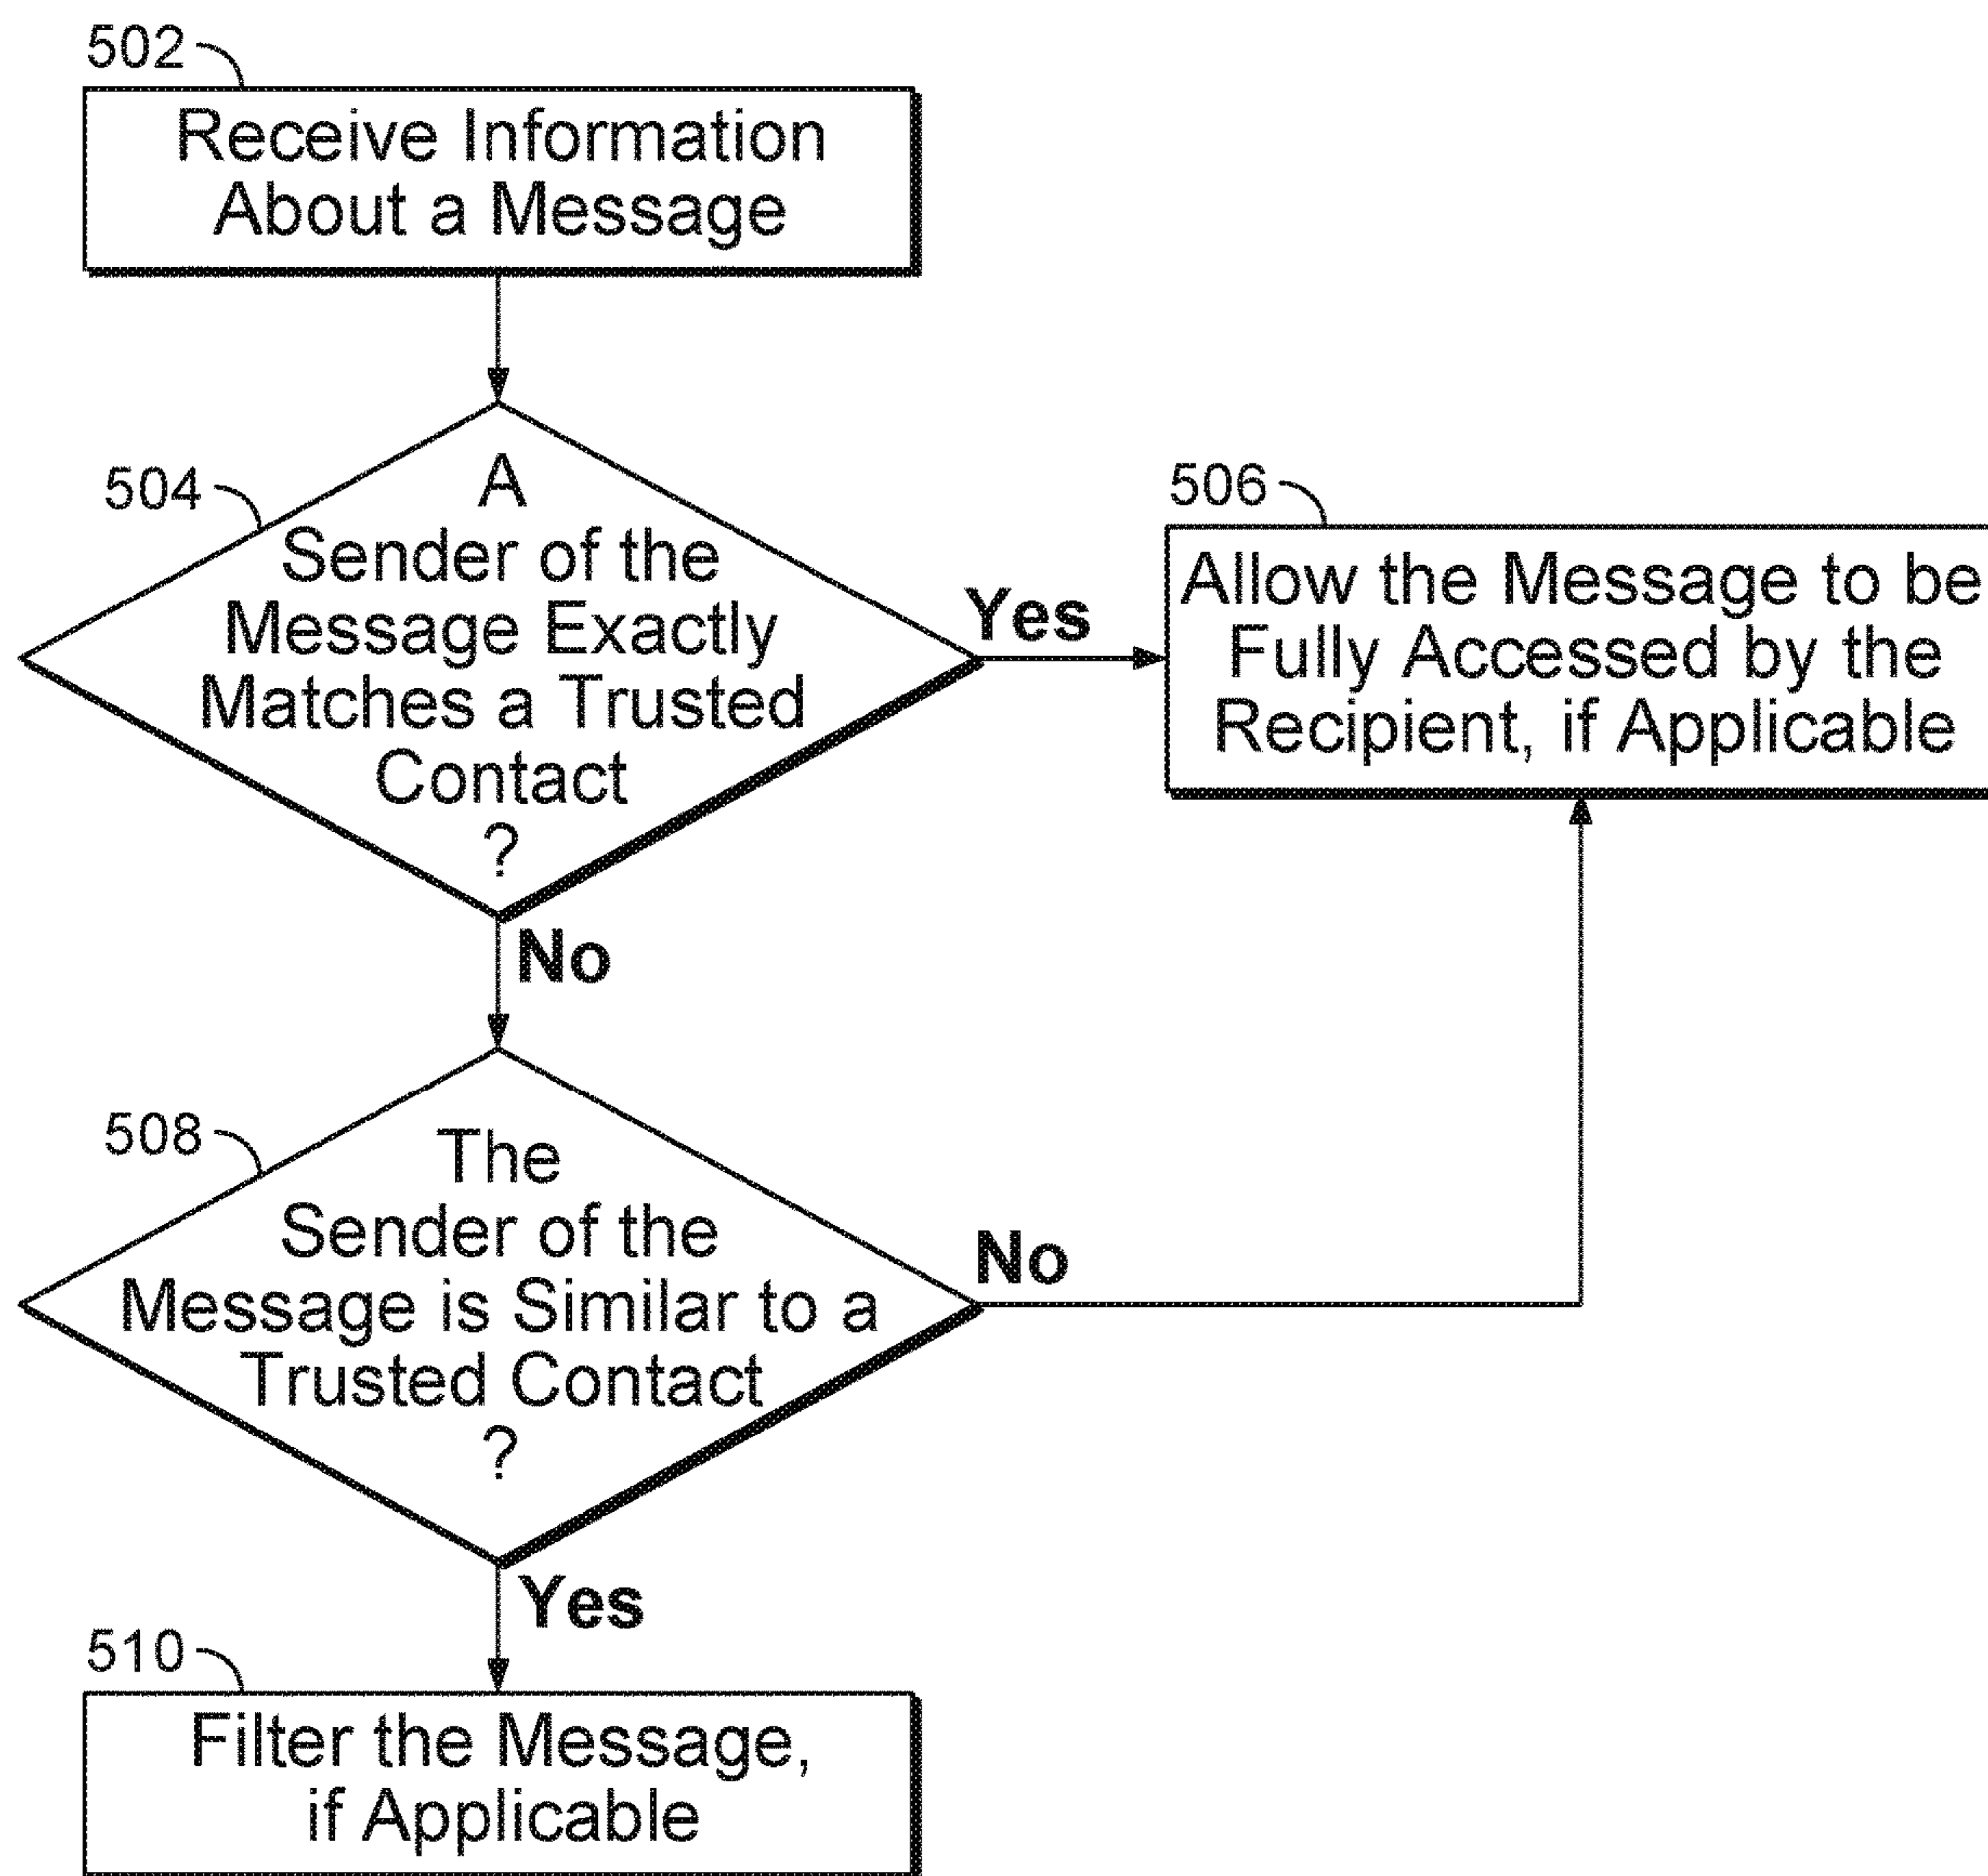 502
Receive Information
About a Message
504
A
Sender of the
Message Exactly
Matches a Trusted
Contact
?
Yes
506
Allow the Message to be
Fully Accessed by the
Recipient, if Applicable
No
508
The
Sender of the
Message is Similar to a
Trusted Contact
?
No
Yes
510
Filter the Message,
if Applicable